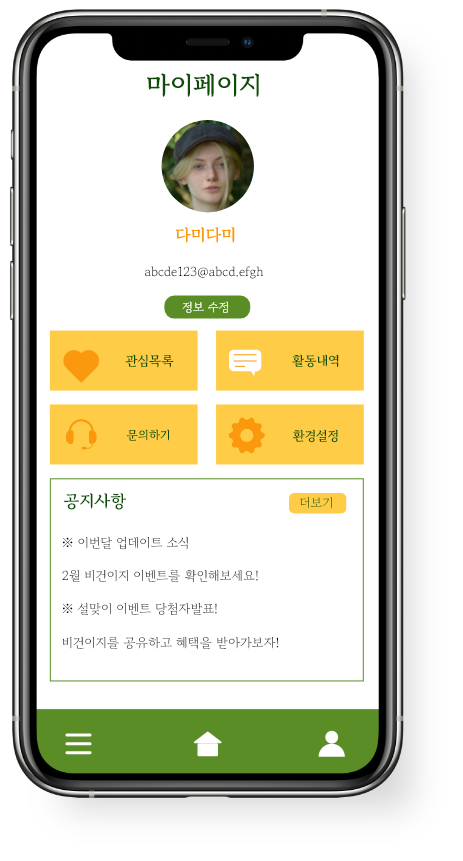 마이페이지
다미다미
abcde123@abcd.efgh
정보 수정
관심목록
활동내역
문의하기
환경설정
공지사항
더보기
※ 이번달 업데이트 소식
2월 비건이지 이벤트를 확인해보세요!
※ 설맞이 이벤트 당첨자발표!
비건이지를 공유하고 혜택을 받아가보자!